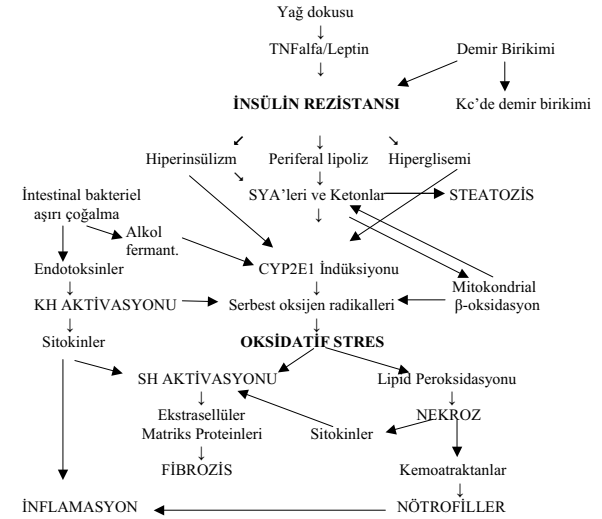 Yağ dokusu
TNFalfa/Leptin
Demir Birikimi
İNSÜLİN REZİSTANSI
Kc’de demir birikimi
Hiperinsülizm
Periferal lipoliz
Hiperglisemi
İntestinal bakteriel
aşırı çoğalma
SYA’leri ve Ketonlar
STEATOZİS
Alkol
fermant.
Endotoksinler
CYP2E1 İndüksiyonu
Mitokondrial
β-oksidasyon
KH AKTİVASYONU
Serbest oksijen radikalleri
Sitokinler
OKSİDATİF STRES
SH AKTİVASYONU
Lipid Peroksidasyonu
Ekstrasellüler
Matriks Proteinleri
Sitokinler
NEKROZ
FİBROZİS
Kemoatraktanlar
İNFLAMASYON
NÖTROFİLLER